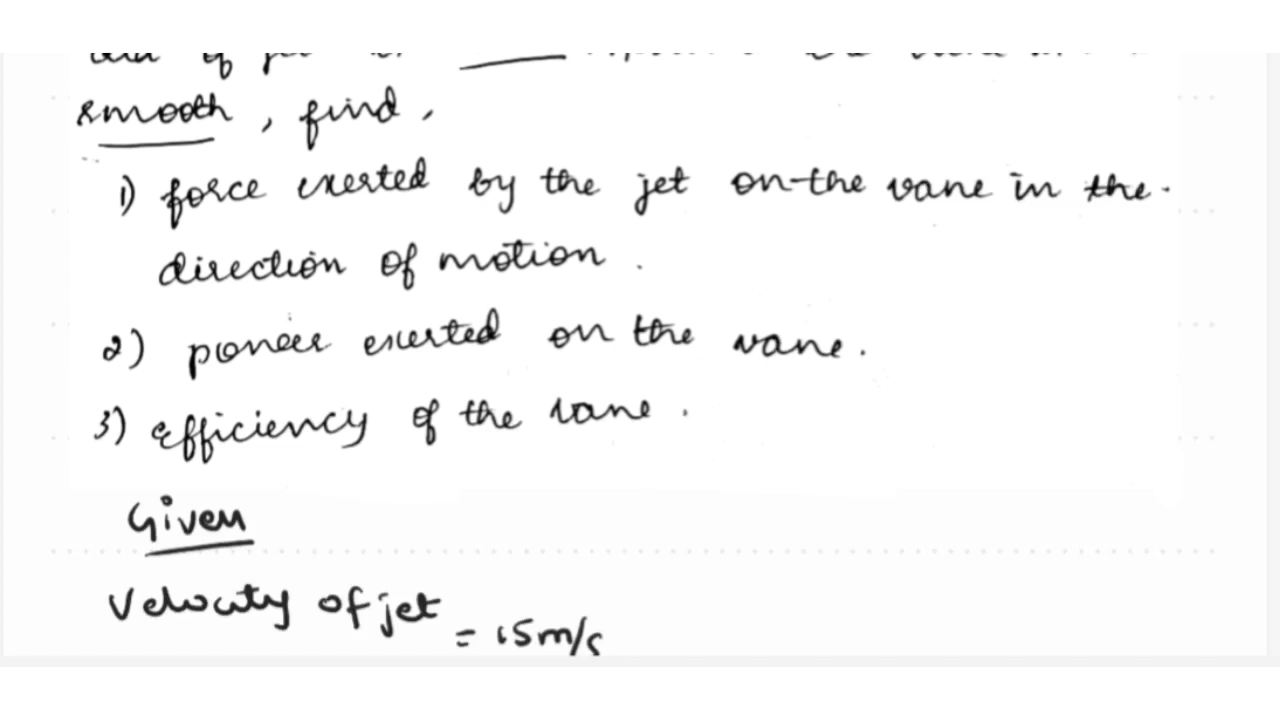 smooth, find,
1) force exerted by the jet on the vane in the.
direction of motion.
2) power exerted on the vane.
3) efficiency of the vane.
Given
Velocity of jet
= 15m/s